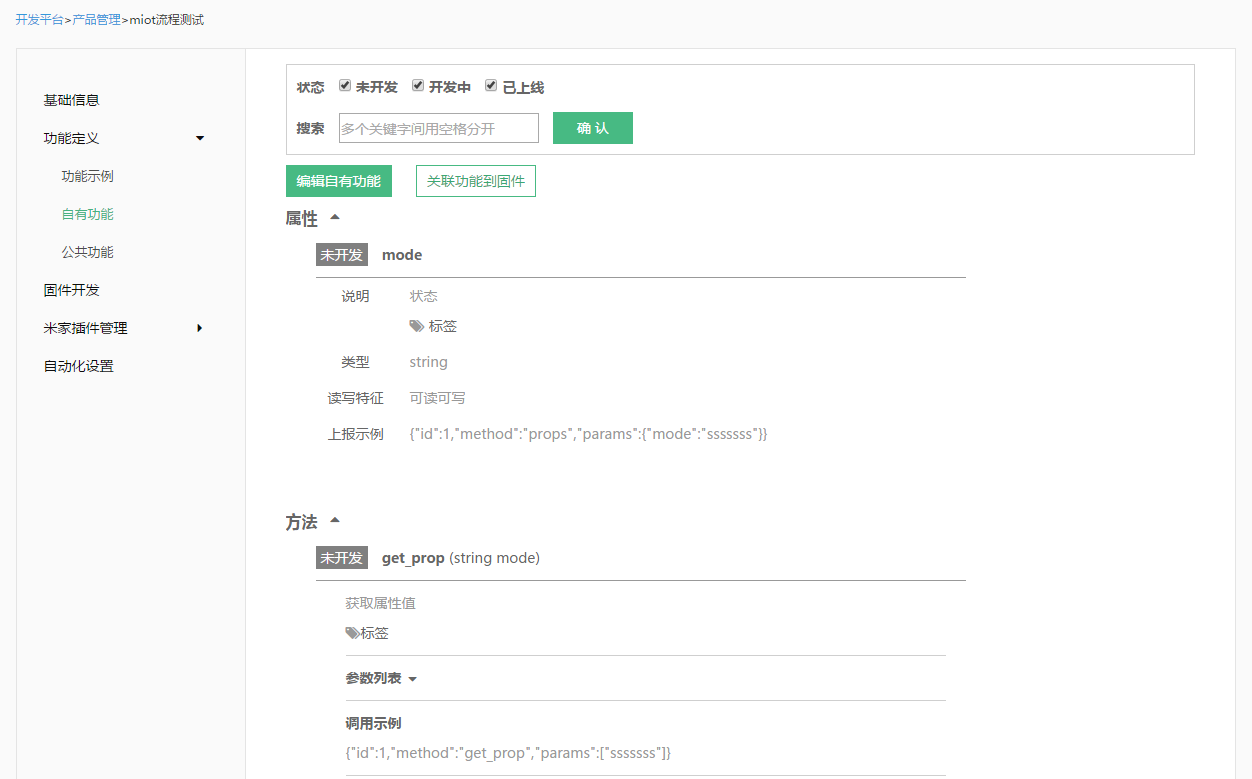 开发平台>产品管理>miot流程测试
基础信息
功能定义
功能示例
自有功能
公共功能
固件开发
米家插件管理
自动化设置
状态 未开发 开发中 已上线
搜索 多个关键字间用空格分开 确 认
编辑自有功能 关联功能到固件
属性
未开发 mode
说明 状态
标签
类型 string
读写特征 可读可写
上报示例 {"id":1,"method":"props","params":{"mode":"sssssss"}}
方法
未开发 get_prop (string mode)
获取属性值
标签
参数列表
调用示例
{"id":1,"method":"get_prop","params":["sssssss"]}